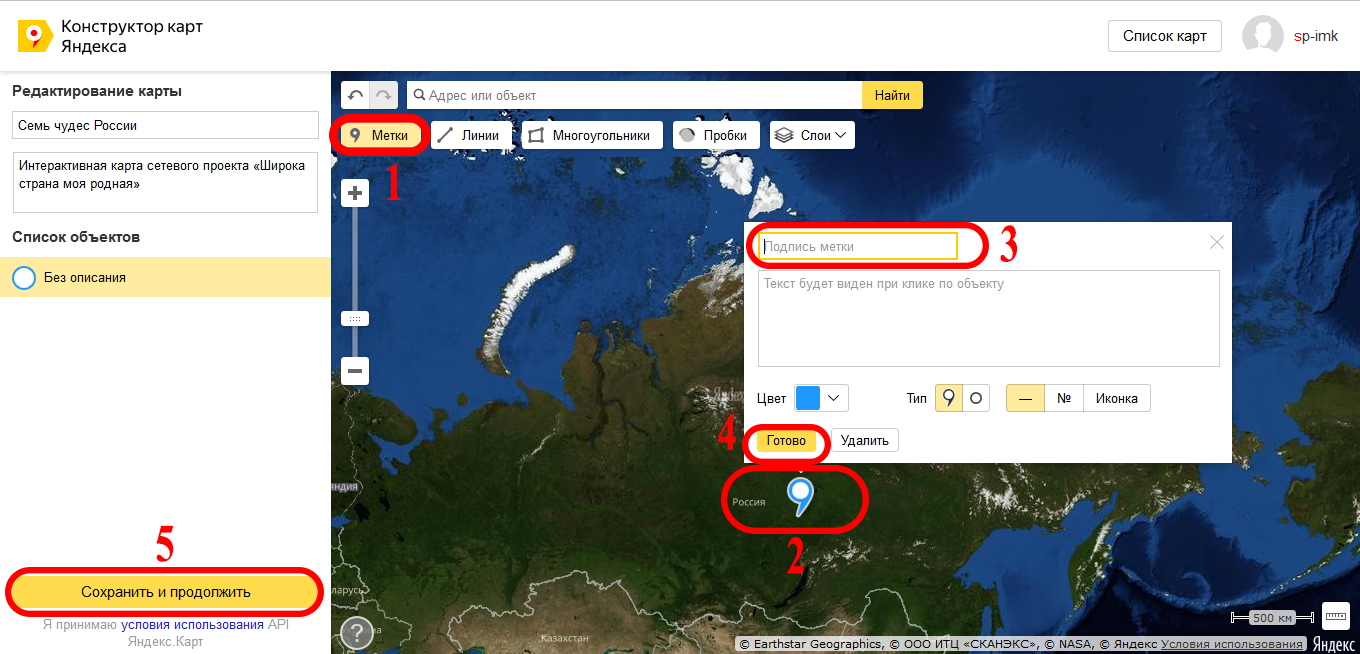 Конструктор карт
Яндекса
Список карт
sp-imk
Редактирование карты
Семь чудес России
Интерактивная карта сетевого проекта «Широка
страна моя родная»
Список объектов
Без описания
5
Сохранить и продолжить
Я принимаю условия использования API
Яндекс.Карт
Адрес или объект
Найти
Метки
Линии
Многоугольники
Пробки
Слои
1
Подпись метки
3
Текст будет виден при клике по объекту
Цвет
Тип
—
№
Иконка
4
Готово
Удалить
Россия
2
Казахстан
?
500 км
© Earthstar Geographics, © ООО ИТЦ «СКАНЭКС», © NASA, © Яндекс Условия использования
Яндекс